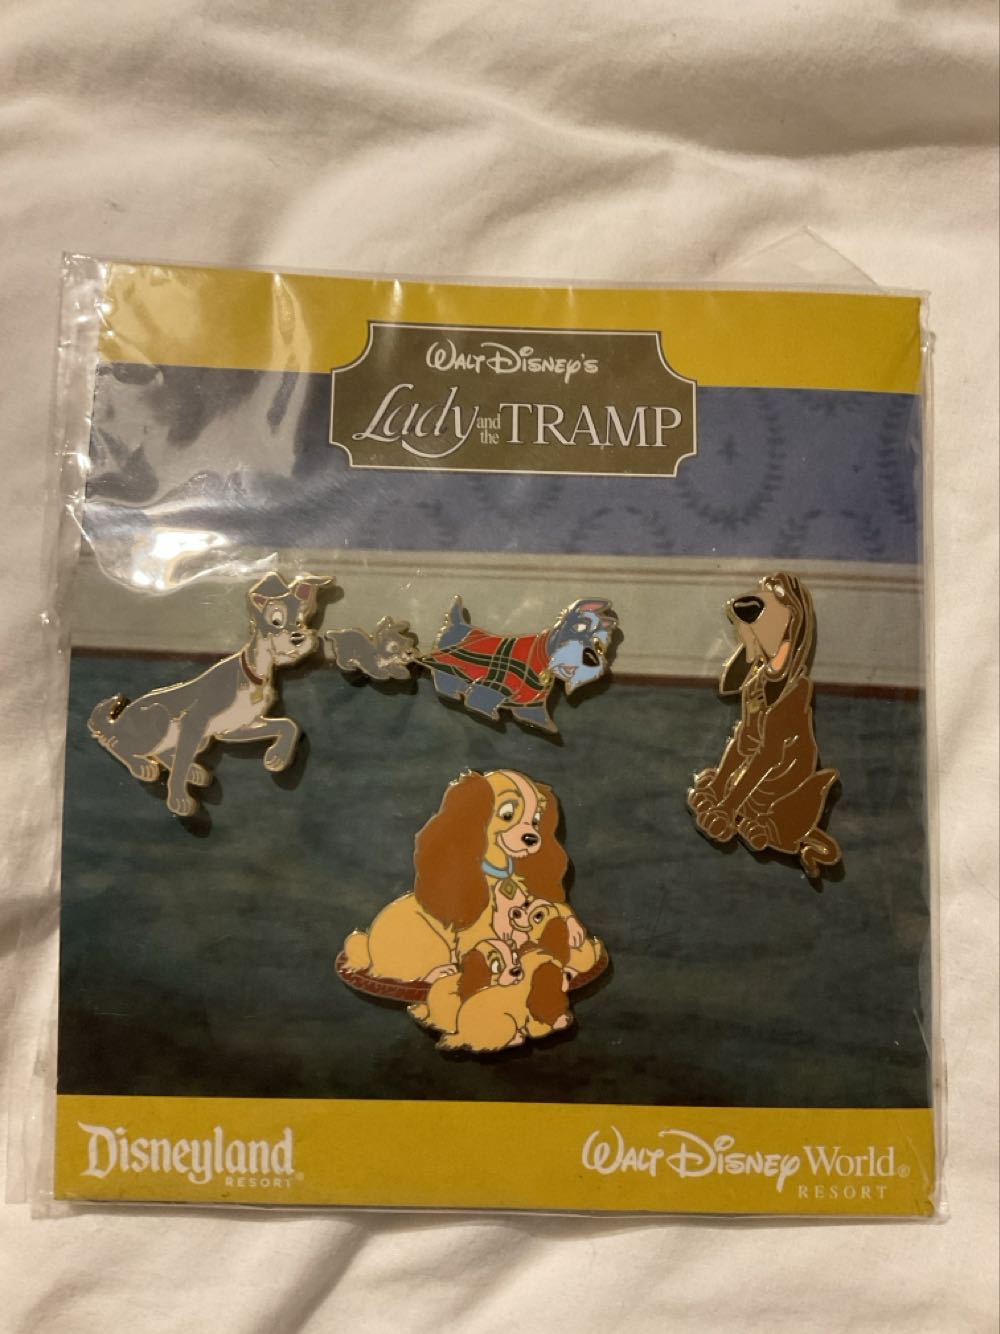 WALT DISNEY'S
Lady and the TRAMP
Disneyland®
RESORT
WALT DISNEY World®
RESORT